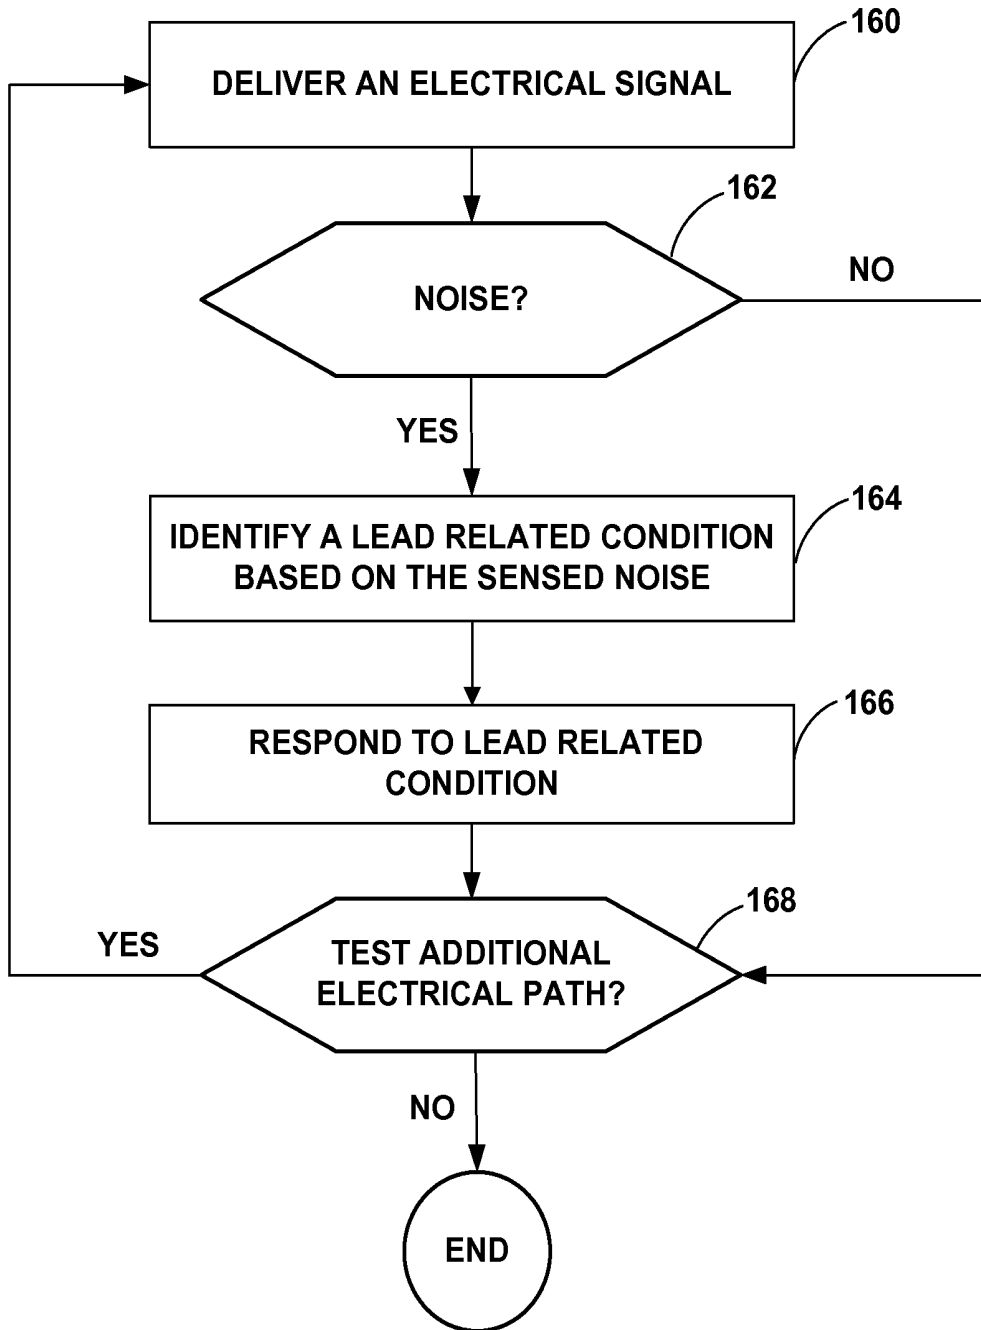 160
DELIVER AN ELECTRICAL SIGNAL
162
NOISE?
NO
YES
164
IDENTIFY A LEAD RELATED CONDITION
BASED ON THE SENSED NOISE
166
RESPOND TO LEAD RELATED
CONDITION
168
YES
TEST ADDITIONAL
ELECTRICAL PATH?
NO
END